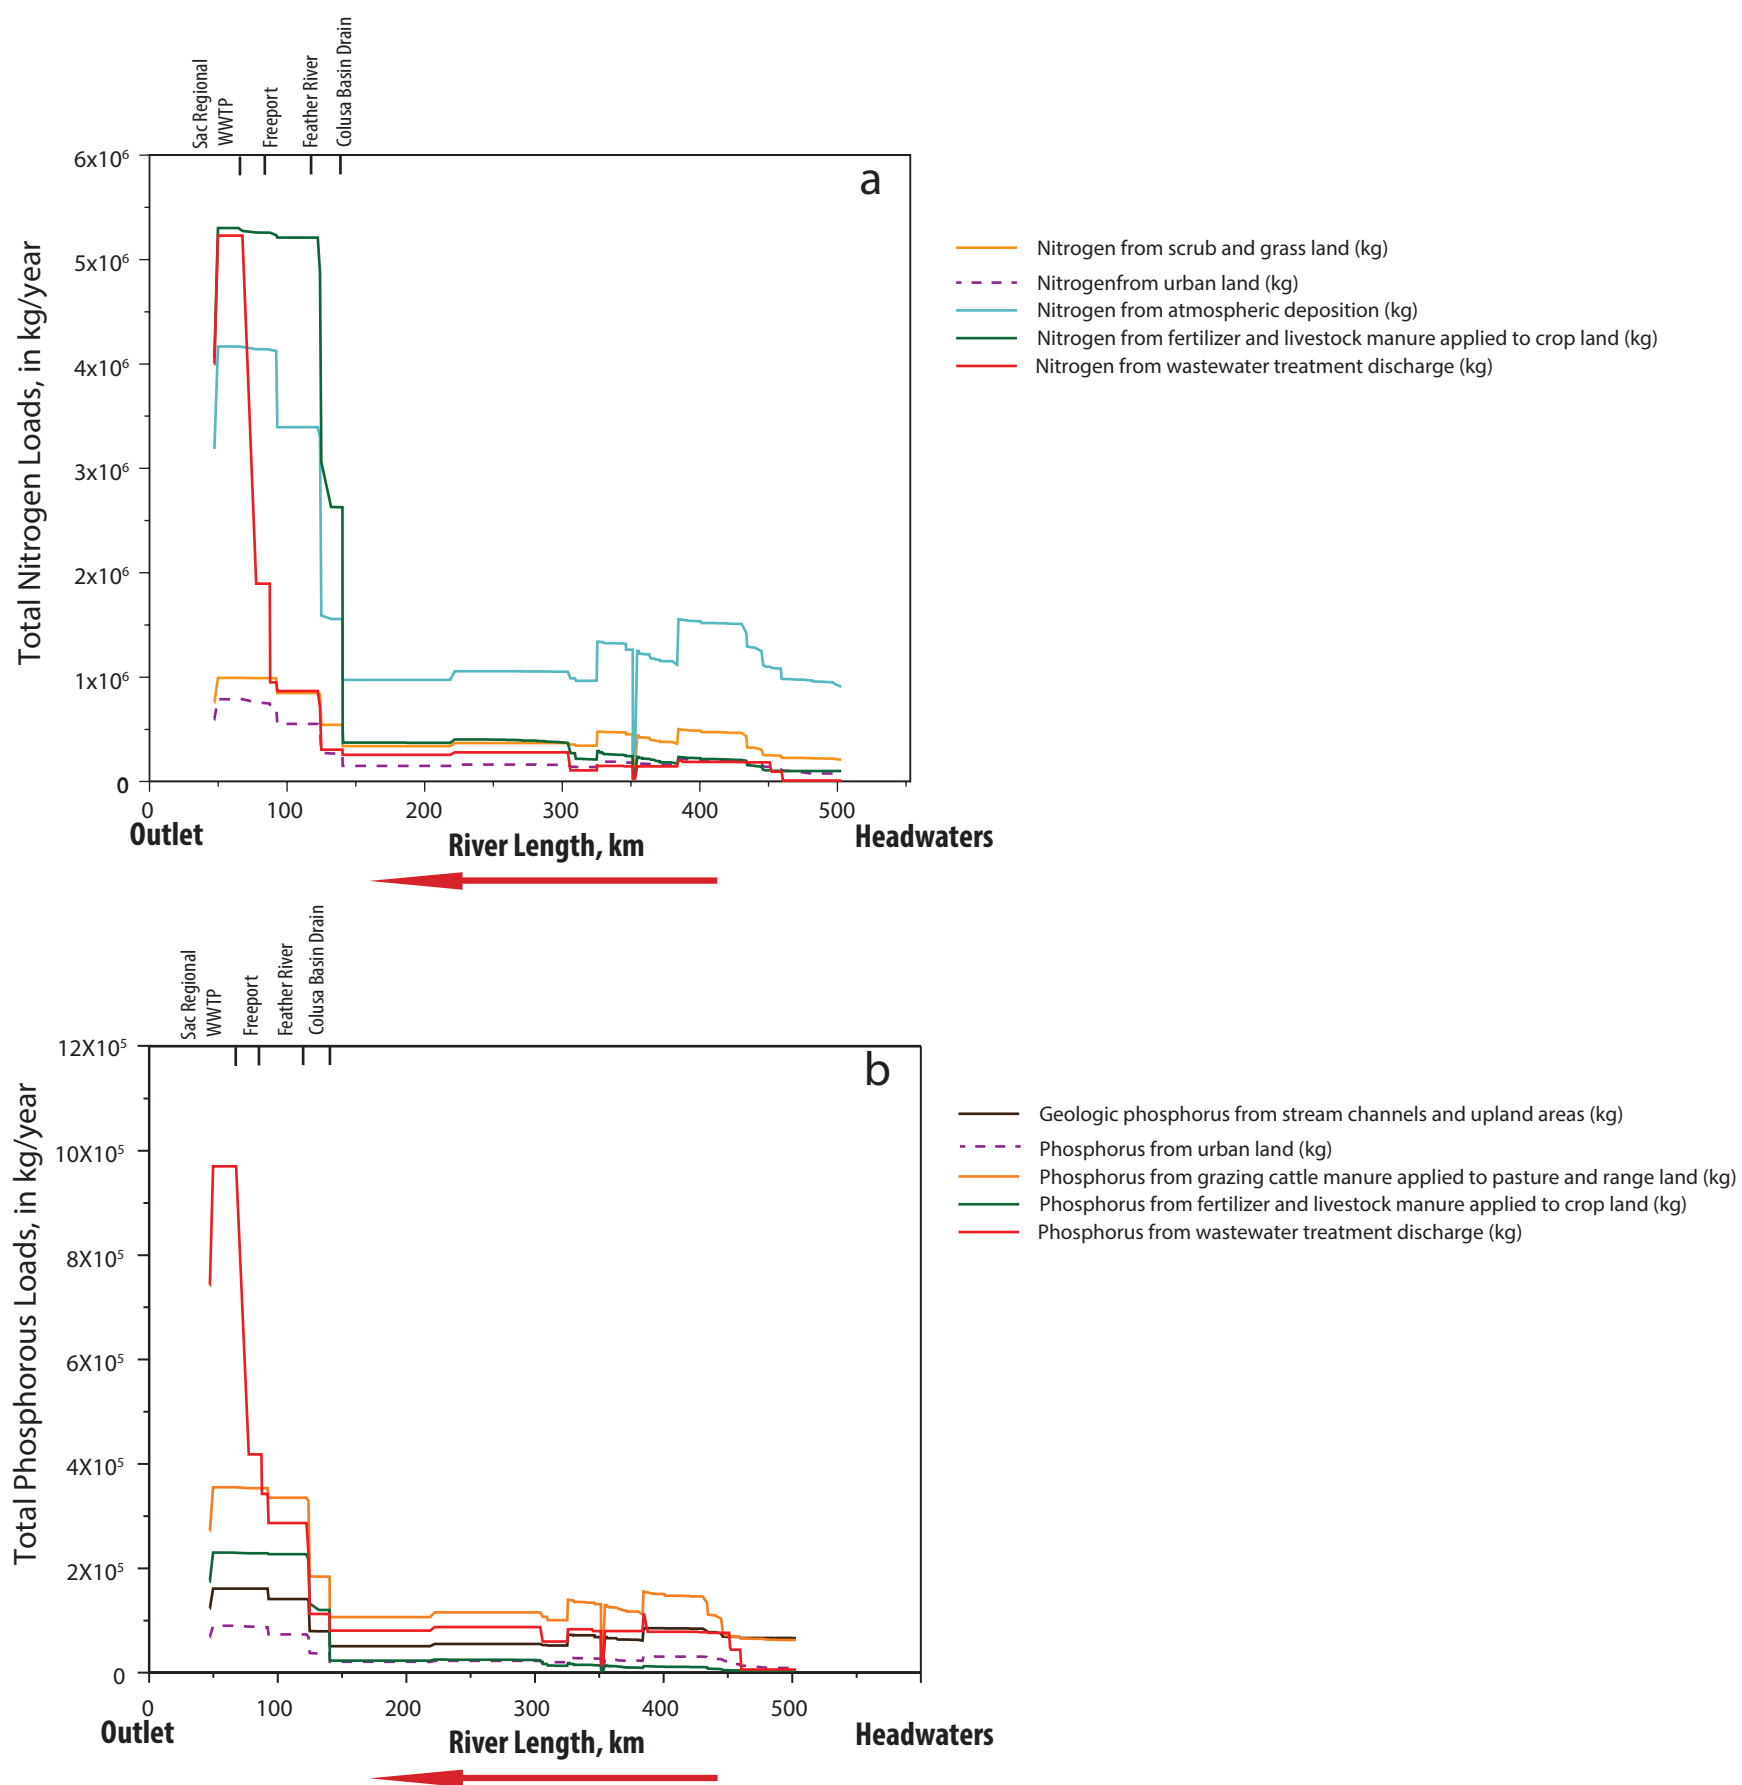 Sac Regional
WWTP
Freeport
Feather River
Colusa Basin Drain
a
Total Nitrogen Loads, in kg/year
6x10⁶
5x10⁶
4x10⁶
3x10⁶
2x10⁶
1x10⁶
0
0 100 200 300 400 500
Outlet
River Length, km
Headwaters
Nitrogen from scrub and grass land (kg)
Nitrogenfrom urban land (kg)
Nitrogen from atmospheric deposition (kg)
Nitrogen from fertilizer and livestock manure applied to crop land (kg)
Nitrogen from wastewater treatment discharge (kg)
Sac Regional
WWTP
Freeport
Feather River
Colusa Basin Drain
b
Total Phosphorous Loads, in kg/year
12X10⁵
10X10⁵
8X10⁵
6X10⁵
4X10⁵
2X10⁵
0
0 100 200 300 400 500
Outlet
River Length, km
Headwaters
Geologic phosphorus from stream channels and upland areas (kg)
Phosphorus from urban land (kg)
Phosphorus from grazing cattle manure applied to pasture and range land (kg)
Phosphorus from fertilizer and livestock manure applied to crop land (kg)
Phosphorus from wastewater treatment discharge (kg)